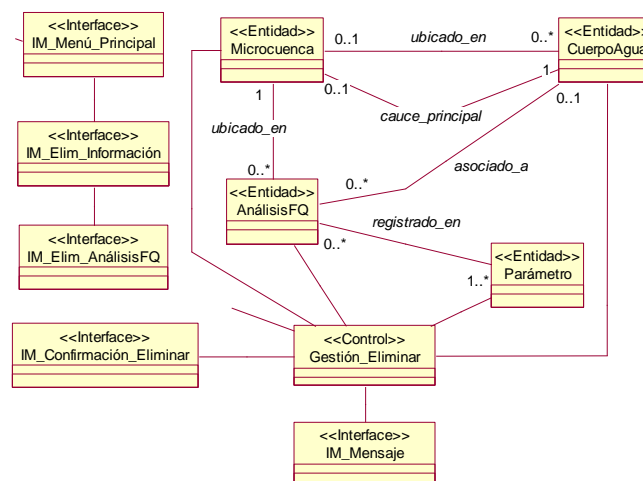 <<Interface>>
IM_Menú_Principal
<<Entidad>>
Microcuenca
0..1
ubicado_en
0..*
<<Entidad>>
CuerpoAgua
1
0..1
cauce_principal
1
0..1
ubicado_en
asociado_a
<<Interface>>
IM_Elim_Información
0..*
0..*
<<Entidad>>
AnálisisFQ
registrado_en
0..*
<<Interface>>
IM_Elim_AnálisisFQ
<<Entidad>>
Parámetro
1..*
<<Interface>>
IM_Confirmación_Eliminar
<<Control>>
Gestión_Eliminar
<<Interface>>
IM_Mensaje